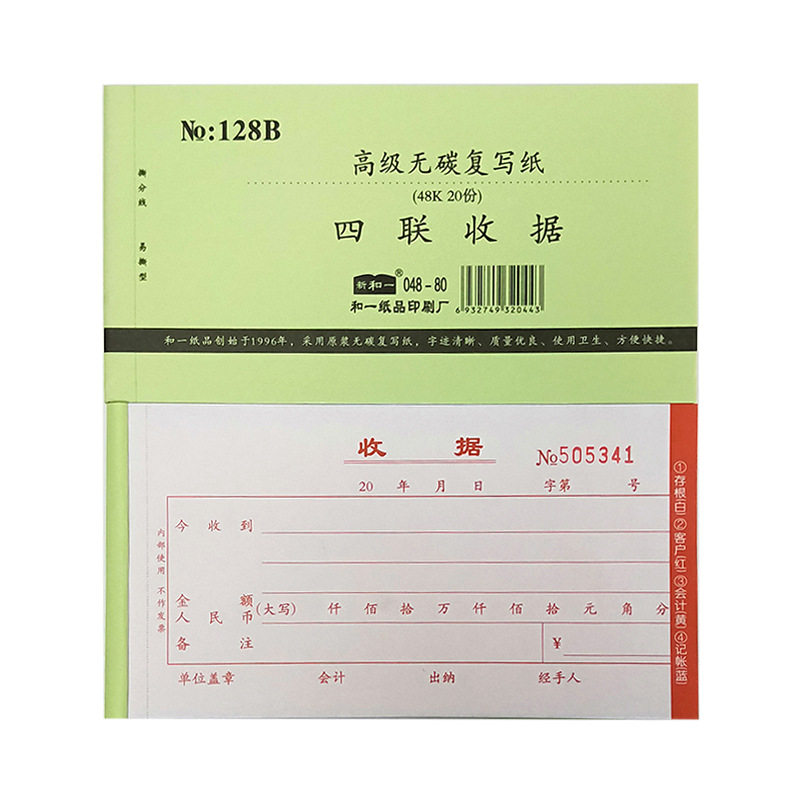 №:128B
高级无碳复写纸
(48K 20份)
四联收据
撕分线 易撕型
新和一® 048-80
和一纸品印刷厂
6 932749 320443
和一纸品创始于1996年，采用原装无碳复写纸，字迹清晰、质量优良、使用卫生、方便快捷。
收据
№505341
20 年 月 日 字第 号
今收到
金额
人民币
(大写) 仟 佰 拾 万 仟 佰 拾 元 角 分
备注 ¥
单位盖章 会计 出纳 经手人
内部使用 不作发票
①存根(白)②客户(红)③会计(黄)④记帐(蓝)